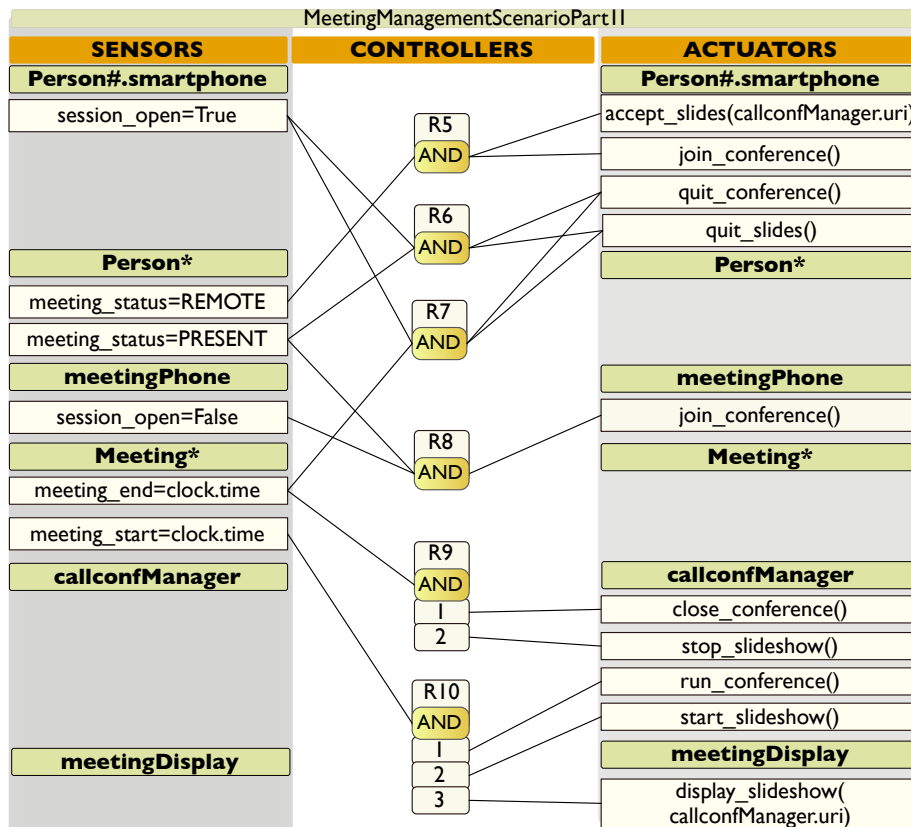 MeetingManagementScenarioPart11
SENSORS
CONTROLLERS
ACTUATORS
Person#.smartphone
session_open=True
Person*
meeting_status=REMOTE
meeting_status=PRESENT
meetingPhone
session_open=False
Meeting*
meeting_end=clock.time
meeting_start=clock.time
callconfManager
meetingDisplay
R5
AND
R6
AND
R7
AND
R8
AND
R9
AND
1
2
R10
AND
1
2
3
Person#.smartphone
accept_slides(callconfManager.uri)
join_conference()
quit_conference()
quit_slides()
Person*
meetingPhone
join_conference()
Meeting*
callconfManager
close_conference()
stop_slideshow()
run_conference()
start_slideshow()
meetingDisplay
display_slideshow(
callconfManager.uri)